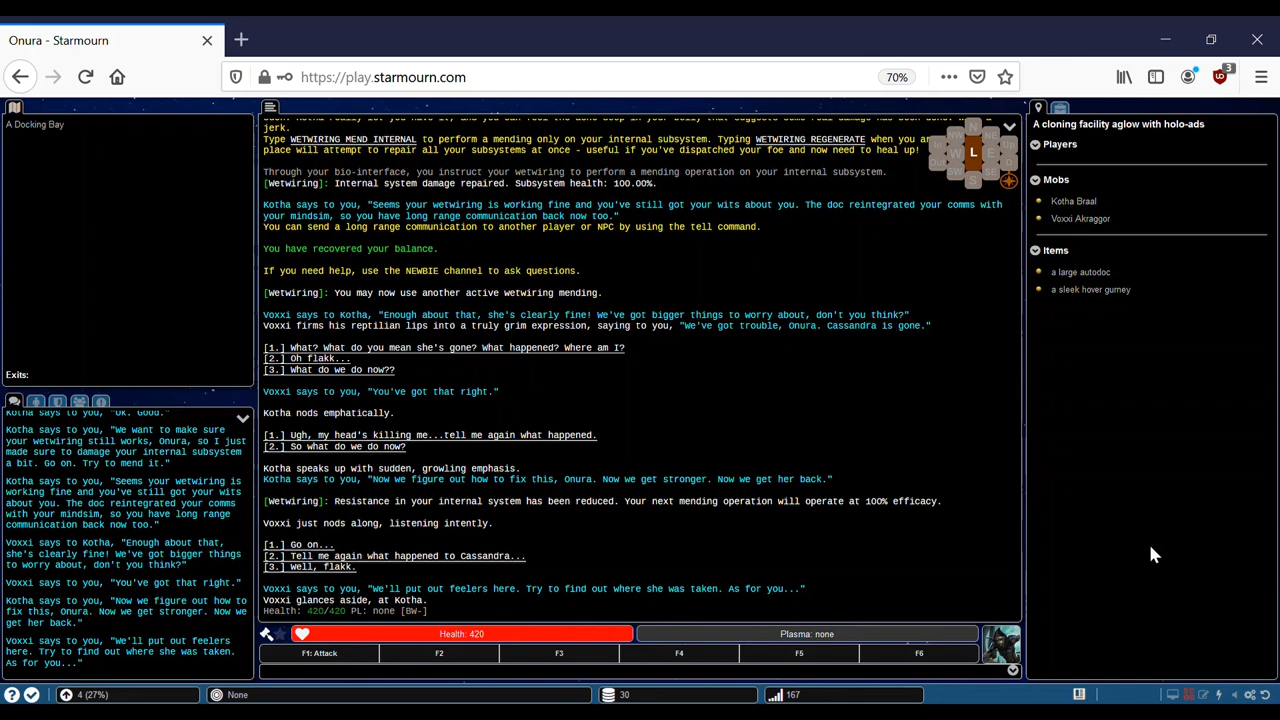 Onura - Starmourn
https://play.starmourn.com
70%
3
A Docking Bay
Exits:
Kotha says to you, "Ok. Good."
Kotha says to you, "We want to make sure
your wetwiring still works, Onura, so I just
made sure to damage your internal subsystem
a bit. Go on. Try to mend it."
Kotha says to you, "Seems your wetwiring is
working fine and you've still got your wits
about you. The doc reintegrated your comms
with your mindsim, so you have long range
communication back now too."
Voxxi says to Kotha, "Enough about that,
she's clearly fine! We've got bigger things
to worry about, don't you think?"
Voxxi says to you, "You've got that right."
Kotha says to you, "Now we figure out how to
fix this, Onura. Now we get stronger. Now we
get her back."
Voxxi says to you, "We'll put out feelers
here. Try to find out where she was taken.
As for you..."
jerk.
Type WETWIRING MEND INTERNAL to perform a mending only on your internal subsystem. Typing WETWIRING REGENERATE when you
place will attempt to repair all your subsystems at once - useful if you've dispatched your foe and now need to heal up!
Through your bio-interface, you instruct your wetwiring to perform a mending operation on your internal subsystem.
[Wetwiring]: Internal system damage repaired. Subsystem health: 100.00%.
Kotha says to you, "Seems your wetwiring is working fine and you've still got your wits about you. The doc reintegrated your comms with
your mindsim, so you have long range communication back now too."
You can send a long range communication to another player or NPC by using the tell command.
You have recovered your balance.
If you need help, use the NEWBIE channel to ask questions.
[Wetwiring]: You may now use another active wetwiring mending.
Voxxi says to Kotha, "Enough about that, she's clearly fine! We've got bigger things to worry about, don't you think?"
Voxxi firms his reptilian lips into a truly grim expression, saying to you, "We've got trouble, Onura. Cassandra is gone."
[1.] What? What do you mean she's gone? What happened? Where am I?
[2.] Oh flakk...
[3.] What do we do now??
Voxxi says to you, "You've got that right."
Kotha nods emphatically.
[1.] Ugh, my head's killing me...tell me again what happened.
[2.] So what do we do now?
Kotha speaks up with sudden, growling emphasis.
Kotha says to you, "Now we figure out how to fix this, Onura. Now we get stronger. Now we get her back."
[Wetwiring]: Resistance in your internal system has been reduced. Your next mending operation will operate at 100% efficacy.
Voxxi just nods along, listening intently.
[1.] Go on...
[2.] Tell me again what happened to Cassandra...
[3.] Well, flakk.
Voxxi says to you, "We'll put out feelers here. Try to find out where she was taken. As for you..."
Voxxi glances aside, at Kotha.
Health: 420/420 PL: none [BW-]
NW N NE In Up
W L E
SW S SE
Health: 420
Plasma: none
F1: Attack
F2
F3
F4
F5
F6
A cloning facility aglow with holo-ads
Players
Mobs
Kotha Braal
Voxxi Akraggor
Items
a large autodoc
a sleek hover gurney
4 (27%)
None
30
167